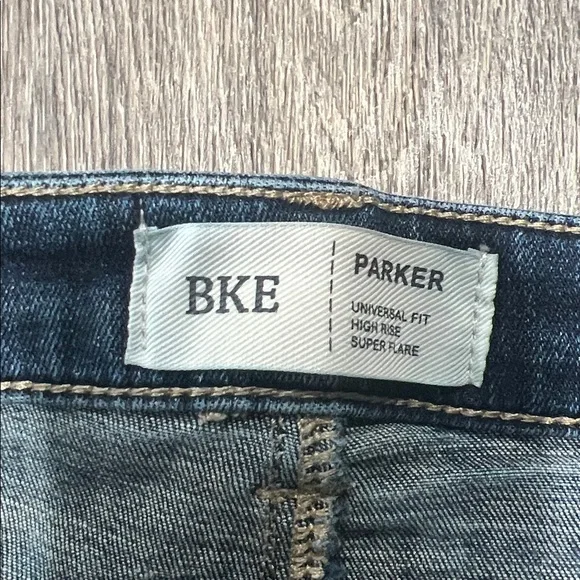 BKE
PARKER
UNIVERSAL FIT
HIGH RISE
SUPER FLARE